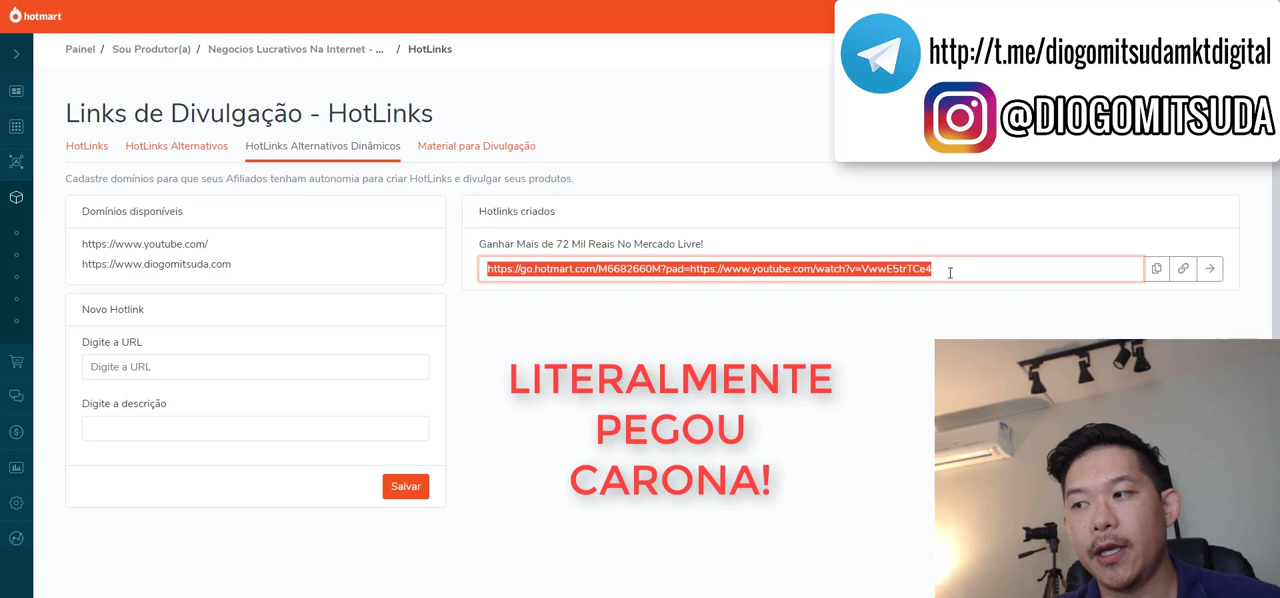 hotmart
Painel / Sou Produtor(a) / Negocios Lucrativos Na Internet - ... / HotLinks
http://t.me/diogomitsudamktdigital
@DIOGOMITSUDA
Links de Divulgação - HotLinks
HotLinks HotLinks Alternativos HotLinks Alternativos Dinâmicos Material para Divulgação
Cadastre domínios para que seus Afiliados tenham autonomia para criar HotLinks e divulgar seus produtos.
Domínios disponíveis
https://www.youtube.com/
https://www.diogomitsuda.com
Hotlinks criados
Ganhar Mais de 72 Mil Reais No Mercado Livre!
https://go.hotmart.com/M6682660M?pad=https://www.youtube.com/watch?v=VwwE5trTCe4
Novo Hotlink
Digite a URL
Digite a URL
Digite a descrição
Salvar
LITERALMENTE
PEGOU
CARONA!